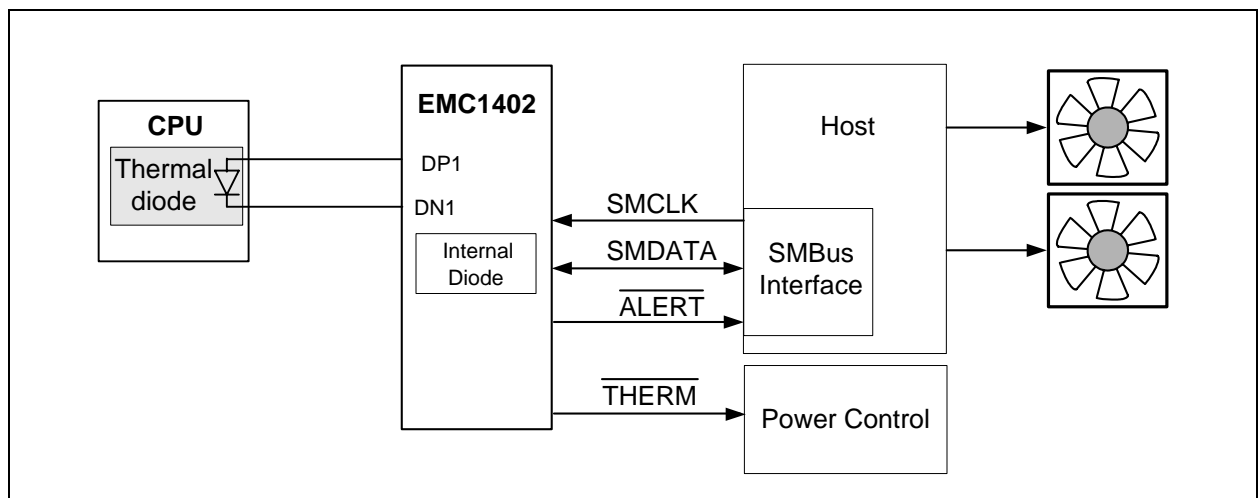 CPU
Thermal
diode
EMC1402
DP1
DN1
Internal
Diode
SMCLK
SMDATA
ALERT
THERM
Host
SMBus
Interface
Power Control